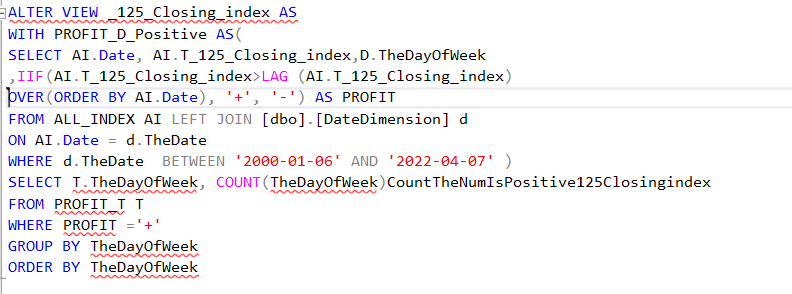 ALTER VIEW _125_Closing_index AS
WITH PROFIT_D_Positive AS(
SELECT AI.Date, AI.T_125_Closing_index,D.TheDayOfWeek
,IIF(AI.T_125_Closing_index>LAG (AI.T_125_Closing_index)
OVER(ORDER BY AI.Date), '+', '-') AS PROFIT
FROM ALL_INDEX AI LEFT JOIN [dbo].[DateDimension] d
ON AI.Date = d.TheDate
WHERE d.TheDate  BETWEEN '2000-01-06' AND '2022-04-07' )
SELECT T.TheDayOfWeek, COUNT(TheDayOfWeek)CountTheNumIsPositive125Closingindex
FROM PROFIT_T T
WHERE PROFIT ='+'
GROUP BY TheDayOfWeek
ORDER BY TheDayOfWeek